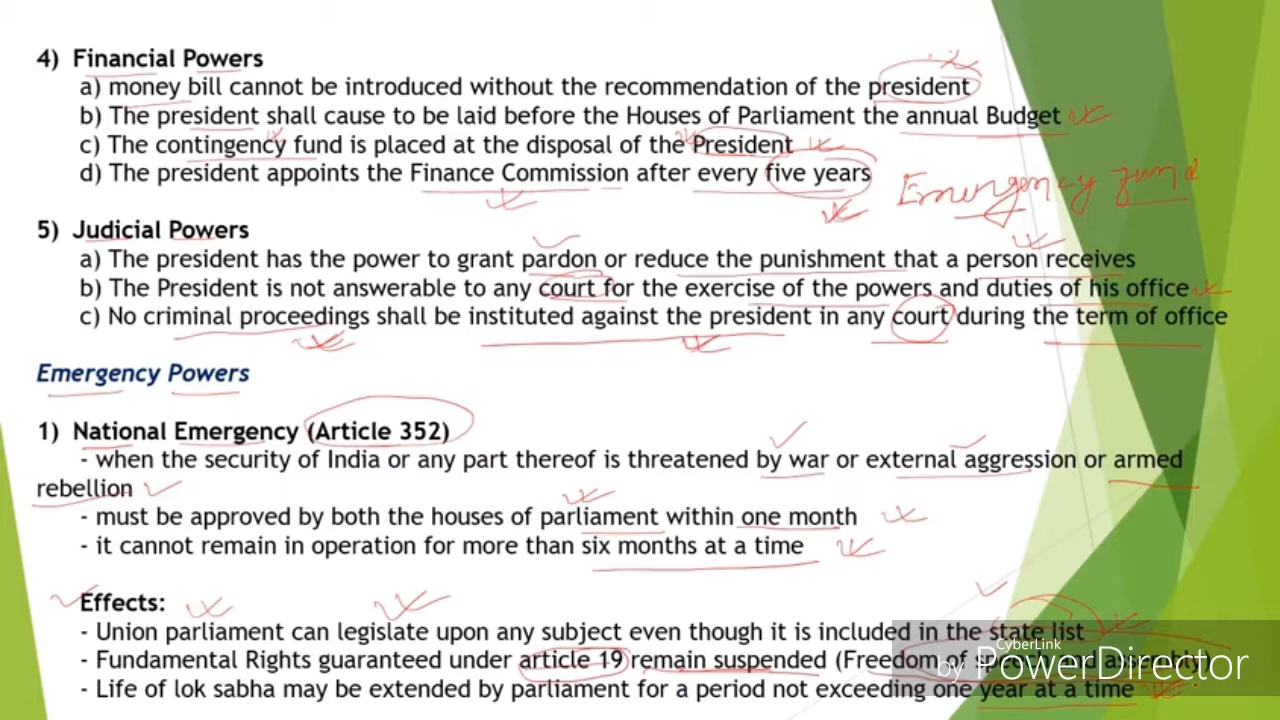 4) Financial Powers
a) money bill cannot be introduced without the recommendation of the president
b) The president shall cause to be laid before the Houses of Parliament the annual Budget
c) The contingency fund is placed at the disposal of the President
d) The president appoints the Finance Commission after every five years
Emergency fund
5) Judicial Powers
a) The president has the power to grant pardon or reduce the punishment that a person receives
b) The President is not answerable to any court for the exercise of the powers and duties of his office
c) No criminal proceedings shall be instituted against the president in any court during the term of office
Emergency Powers
1) National Emergency (Article 352)
- when the security of India or any part thereof is threatened by war or external aggression or armed
rebellion
- must be approved by both the houses of parliament within one month
- it cannot remain in operation for more than six months at a time
Effects:
- Union parliament can legislate upon any subject even though it is included in the state list
- Fundamental Rights guaranteed under article 19 remain suspended (Freedom of speech and assembly)
- Life of lok sabha may be extended by parliament for a period not exceeding one year at a time
CyberLink
by PowerDirector